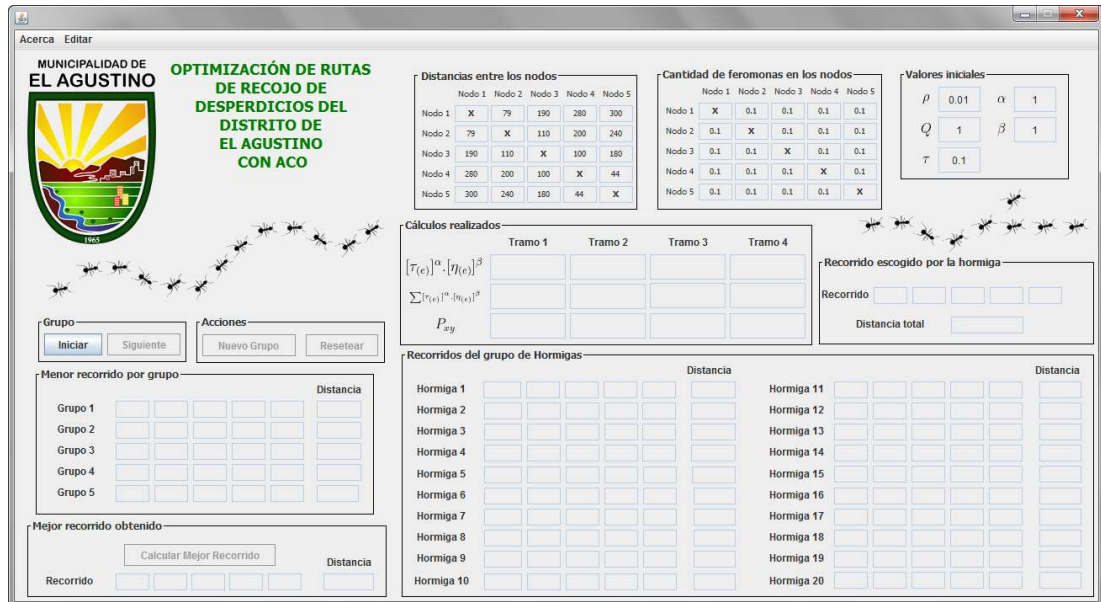 Acerca Editar
MUNICIPALIDAD DE
EL AGUSTINO
1965
OPTIMIZACIÓN DE RUTAS
DE RECOJO DE
DESPERDICIOS DEL
DISTRITO DE
EL AGUSTINO
CON ACO
Distancias entre los nodos
Nodo 1 Nodo 2 Nodo 3 Nodo 4 Nodo 5
Nodo 1 X 79 190 280 300
Nodo 2 79 X 110 200 240
Nodo 3 190 110 X 100 180
Nodo 4 280 200 100 X 44
Nodo 5 300 240 180 44 X
Cantidad de feromonas en los nodos
Nodo 1 Nodo 2 Nodo 3 Nodo 4 Nodo 5
Nodo 1 X 0.1 0.1 0.1 0.1
Nodo 2 0.1 X 0.1 0.1 0.1
Nodo 3 0.1 0.1 X 0.1 0.1
Nodo 4 0.1 0.1 0.1 X 0.1
Nodo 5 0.1 0.1 0.1 0.1 X
Valores iniciales
ρ 0.01 α 1
Q 1 β 1
τ 0.1
Cálculos realizados
Tramo 1 Tramo 2 Tramo 3 Tramo 4
[τ(e)]^α.[η(e)]^β
∑[τ(e)]^α.[η(e)]^β
Pxy
Recorrido escogido por la hormiga
Recorrido
Distancia total
Grupo
Iniciar Siguiente
Acciones
Nuevo Grupo Resetear
Menor recorrido por grupo
Distancia
Grupo 1
Grupo 2
Grupo 3
Grupo 4
Grupo 5
Mejor recorrido obtenido
Calcular Mejor Recorrido
Distancia
Recorrido
Recorridos del grupo de Hormigas
Distancia Distancia
Hormiga 1 Hormiga 11
Hormiga 2 Hormiga 12
Hormiga 3 Hormiga 13
Hormiga 4 Hormiga 14
Hormiga 5 Hormiga 15
Hormiga 6 Hormiga 16
Hormiga 7 Hormiga 17
Hormiga 8 Hormiga 18
Hormiga 9 Hormiga 19
Hormiga 10 Hormiga 20